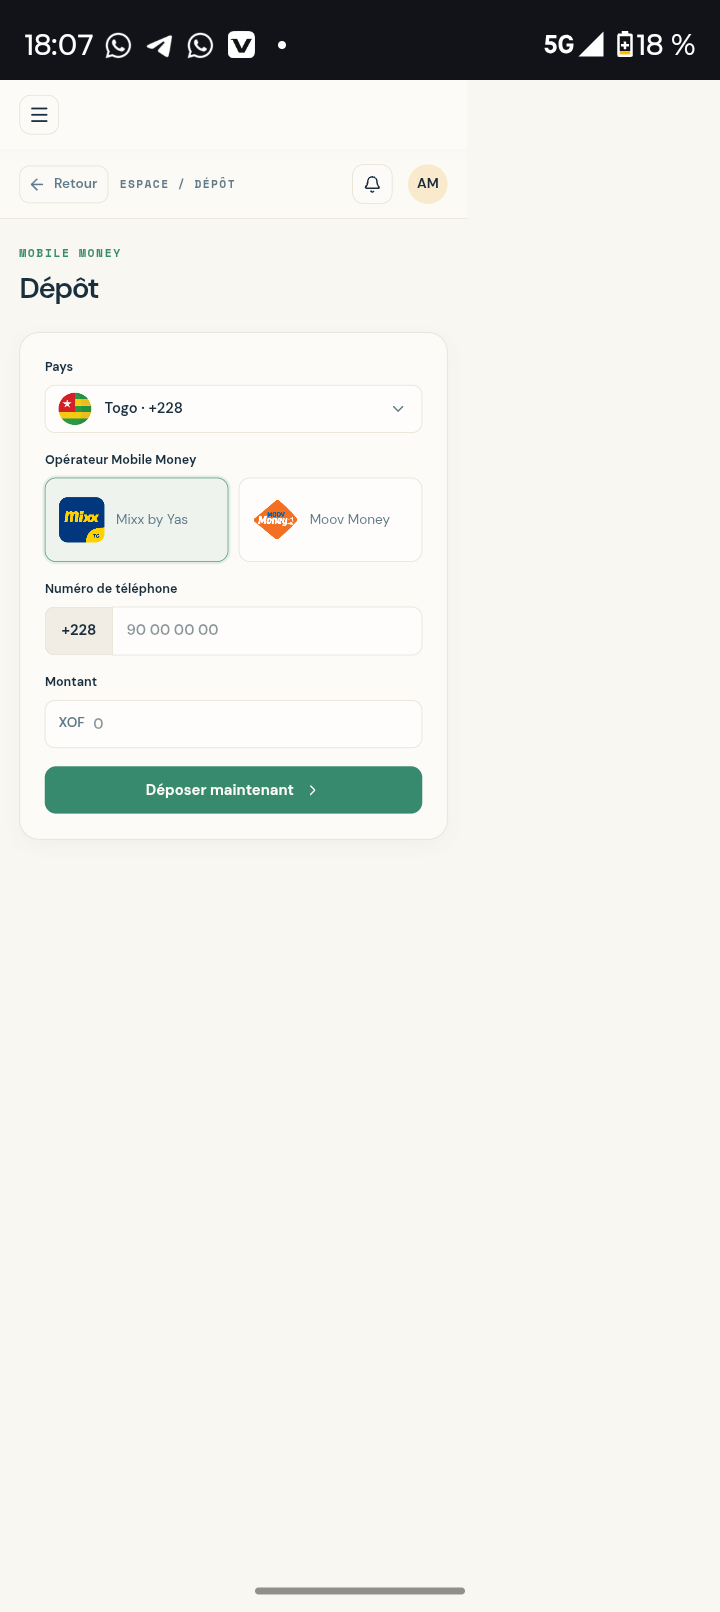 18:07
5G 18 %
Retour ESPACE / DÉPÔT AM
MOBILE MONEY
Dépôt
Pays
Togo · +228
Opérateur Mobile Money
mixx TG Mixx by Yas
MOOV Money Moov Money
Numéro de téléphone
+228 90 00 00 00
Montant
XOF 0
Déposer maintenant